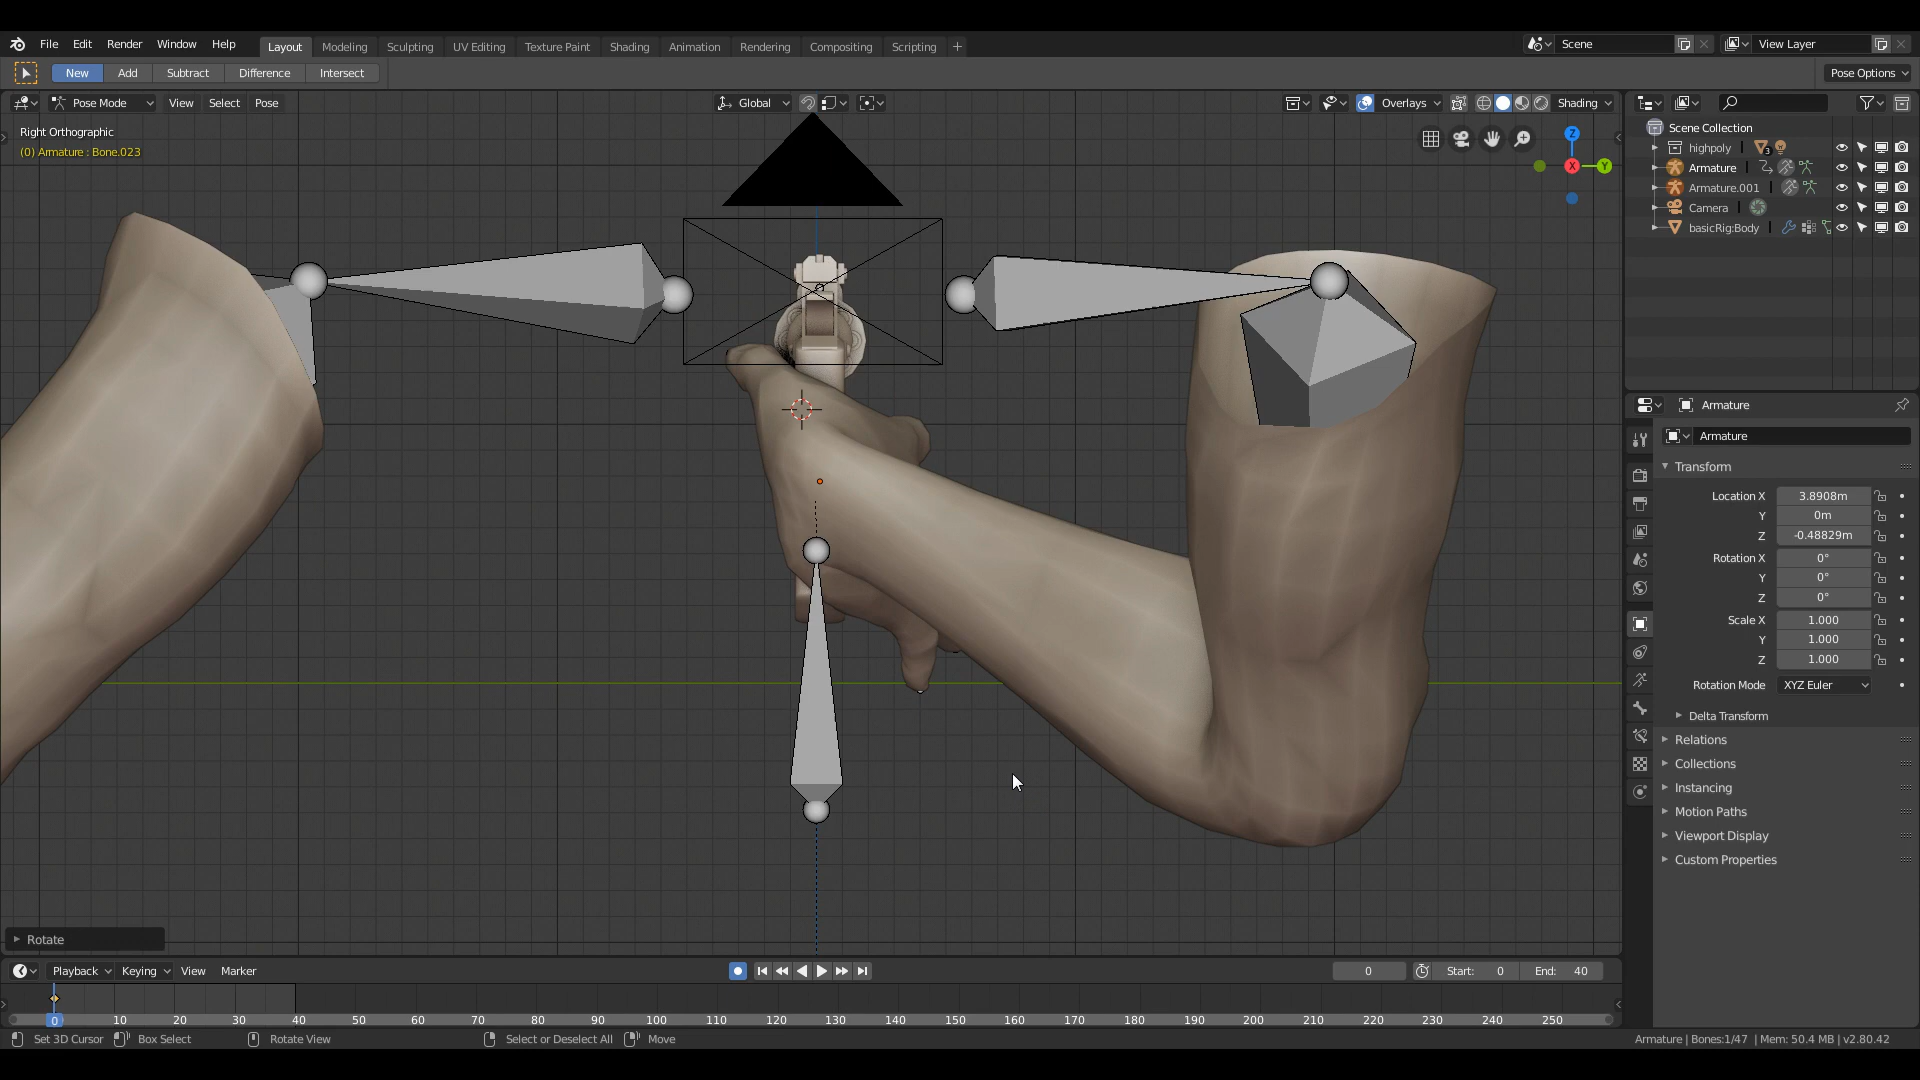 File Edit Render Window Help Layout Modeling Sculpting UV Editing Texture Paint Shading Animation Rendering Compositing Scripting + Scene View Layer
New Add Subtract Difference Intersect Pose Options
Pose Mode View Select Pose Global Overlays Shading
Right Orthographic
(0) Armature : Bone.023
Z
X
Y
Scene Collection
highpoly 3
Armature
Armature.001
Camera
basicRig:Body
Armature
Armature
Transform
Location X 3.8908m
Y 0m
Z -0.48829m
Rotation X 0°
Y 0°
Z 0°
Scale X 1.000
Y 1.000
Z 1.000
Rotation Mode XYZ Euler
Delta Transform
Relations
Collections
Instancing
Motion Paths
Viewport Display
Custom Properties
Rotate
Playback Keying View Marker 0 Start: 0 End: 40
0 10 20 30 40 50 60 70 80 90 100 110 120 130 140 150 160 170 180 190 200 210 220 230 240 250
Set 3D Cursor Box Select Rotate View Select or Deselect All Move Armature | Bones:1/47 | Mem: 50.4 MB | v2.80.42